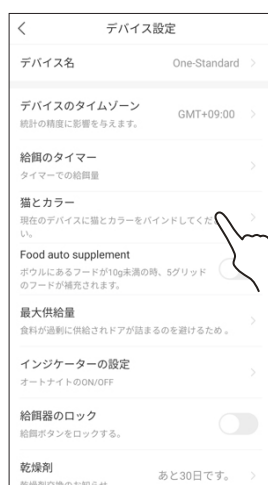 デバイス設定
デバイス名 One-Standard
デバイスのタイムゾーン GMT+09:00
統計の精度に影響を与えます。
給餌のタイマー
タイマーでの給餌量
猫とカラー
現在のデバイスに猫とカラーをバインドしてくだ
い。
Food auto supplement
ボウルにあるフードが10g未満の時、5グリッド
のフードが補充されます。
最大供給量
食料が過剰に供給されドアが詰まるのを避けるため 。
インジケーターの設定
オートナイトのON/OFF
給餌器のロック
給餌ボタンをロックする。
乾燥剤 あと30日です。